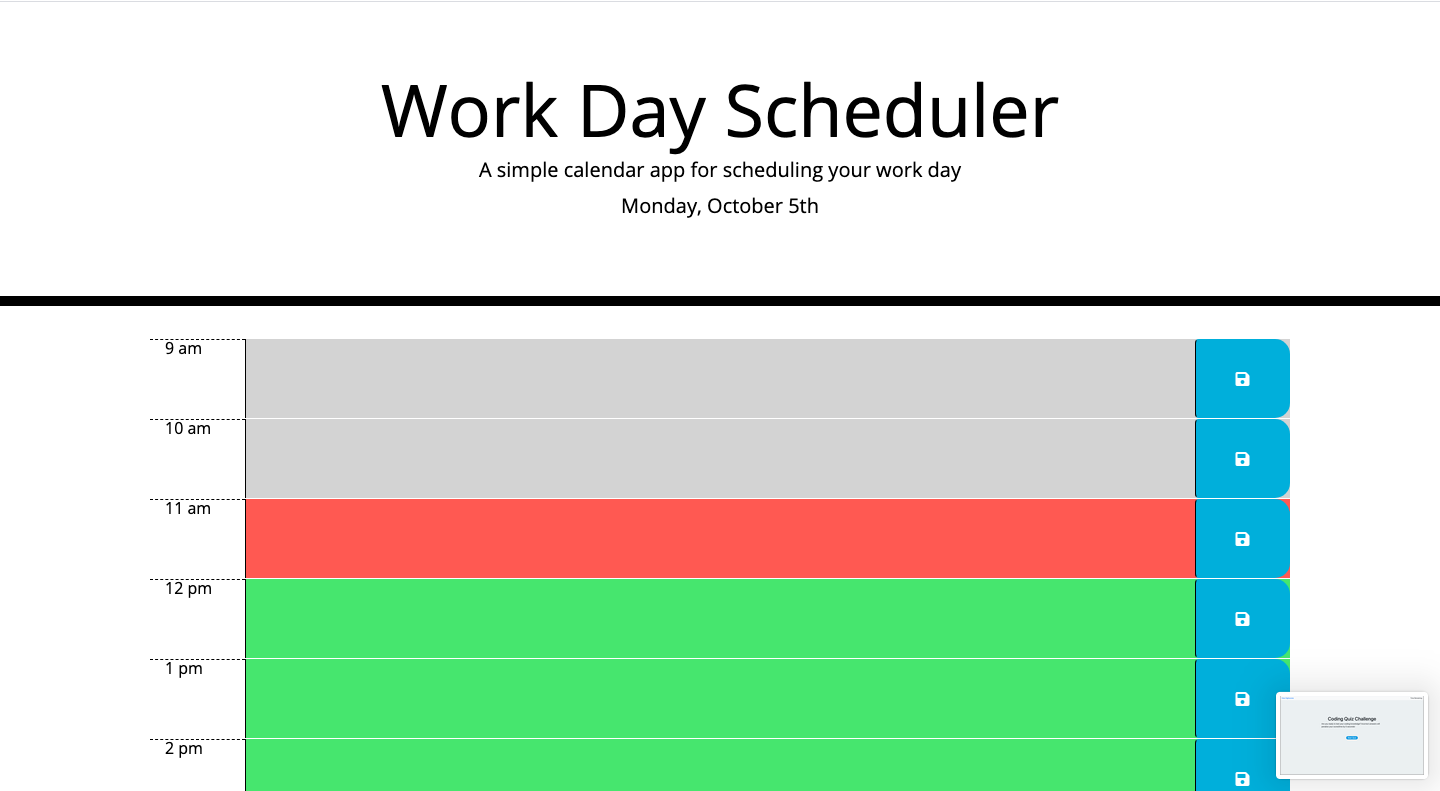 Work Day Scheduler
A simple calendar app for scheduling your work day
Monday, October 5th
9 am
10 am
11 am
12 pm
1 pm
2 pm
Coding Quiz Challenge